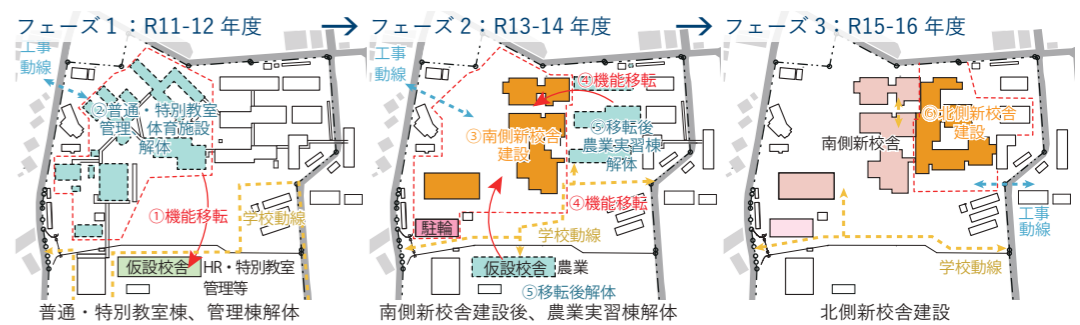 フェーズ1：R11-12 年度
工事
動線
②普通・特別教室
管理 体育施設
解体
①機能移転
学校動線
仮設校舎
HR・特別教室
管理等
普通・特別教室棟、管理棟解体
フェーズ2：R13-14 年度
工事
動線
④機能移転
③南側新校舎
建設
⑤移転後
農業実習棟
解体
④機能移転
駐輪
学校動線
仮設校舎
農業
⑤移転後解体
南側新校舎建設後、農業実習棟解体
フェーズ3：R15-16 年度
⑥北側新校舎
建設
南側新校舎
工事
動線
学校動線
北側新校舎建設